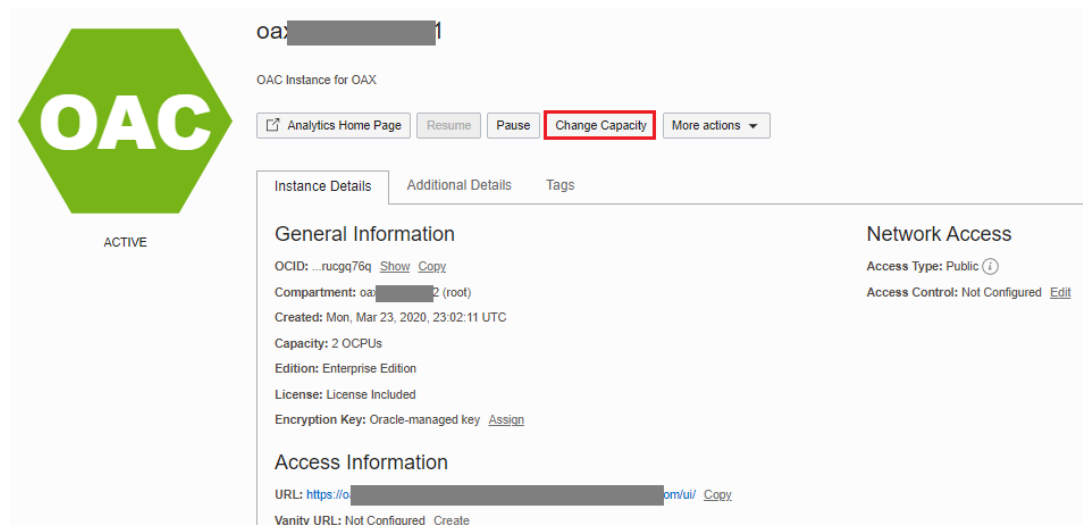 oax 1
OAC Instance for OAX
OAC
Analytics Home Page Resume Pause Change Capacity More actions
Instance Details Additional Details Tags
ACTIVE
General Information
OCID: ...rucgq76q Show Copy
Compartment: oax 2 (root)
Created: Mon, Mar 23, 2020, 23:02:11 UTC
Capacity: 2 OCPUs
Edition: Enterprise Edition
License: License Included
Encryption Key: Oracle-managed key Assign
Network Access
Access Type: Public i
Access Control: Not Configured Edit
Access Information
URL: https://o om/ui/ Copy
Vanity URL: Not Configured Create